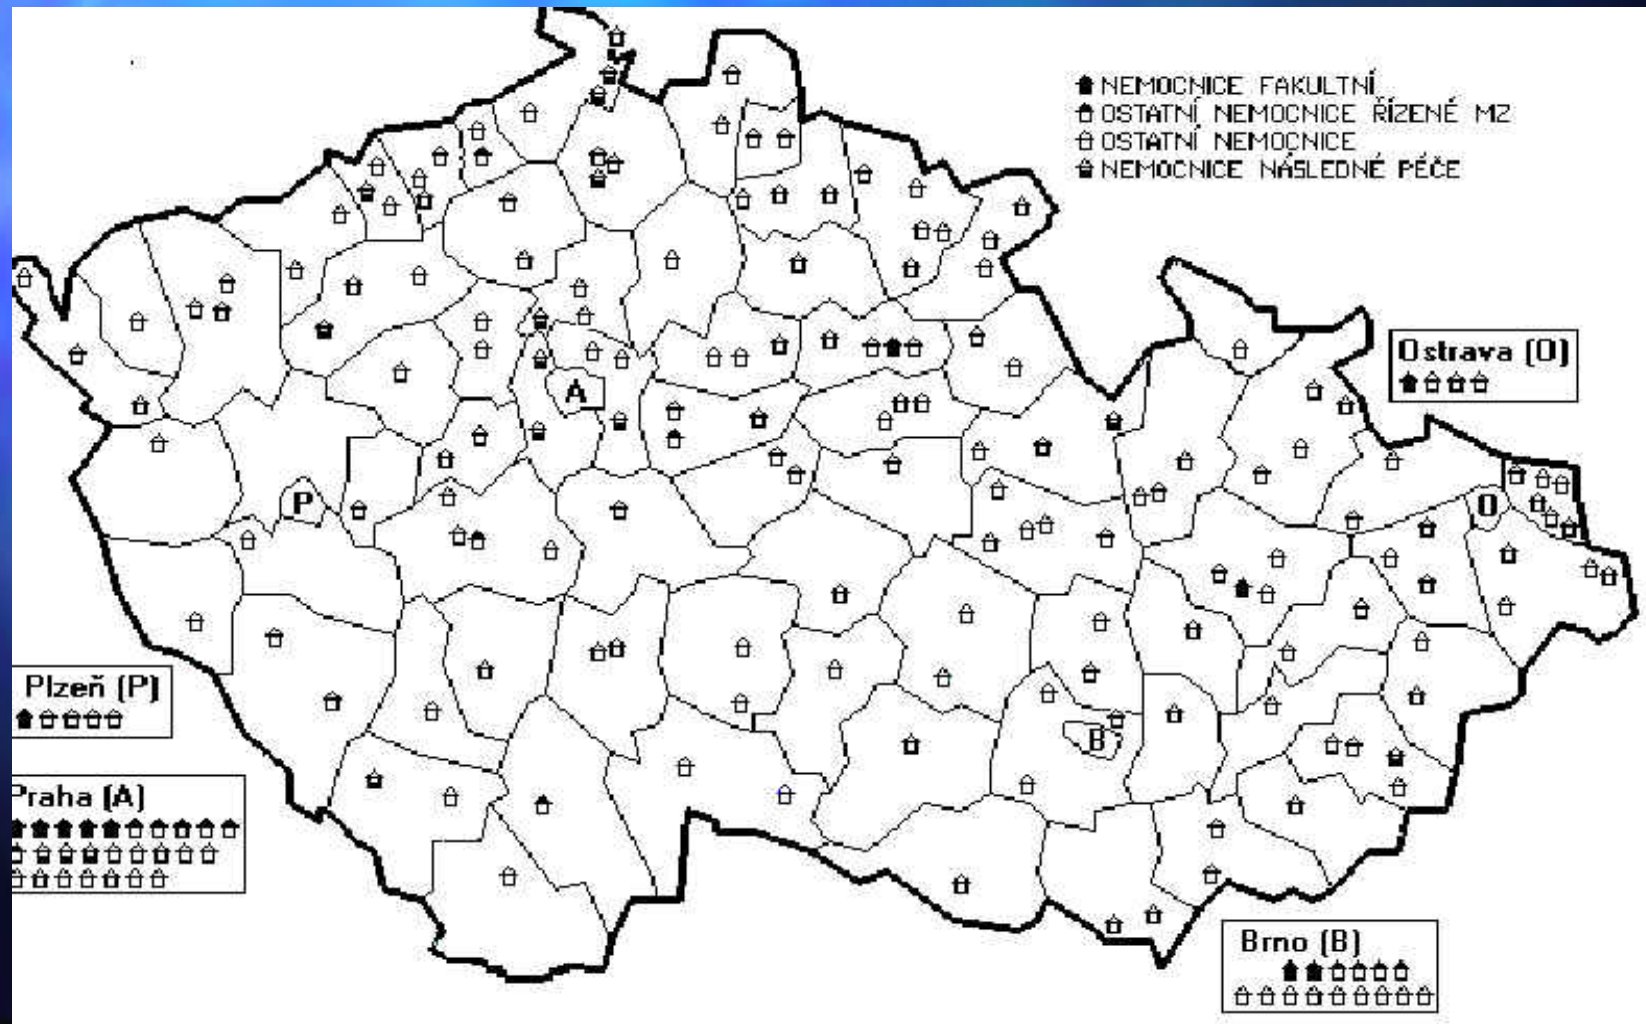 NEMOCNICE FAKULTNÍ
OSTATNÍ NEMOCNICE ŘÍZENÉ MZ
OSTATNÍ NEMOCNICE
NEMOCNICE NÁSLEDNÉ PÉČE
Ostrava (O)
A
P
O
Plzeň (P)
B
Praha (A)
Brno (B)